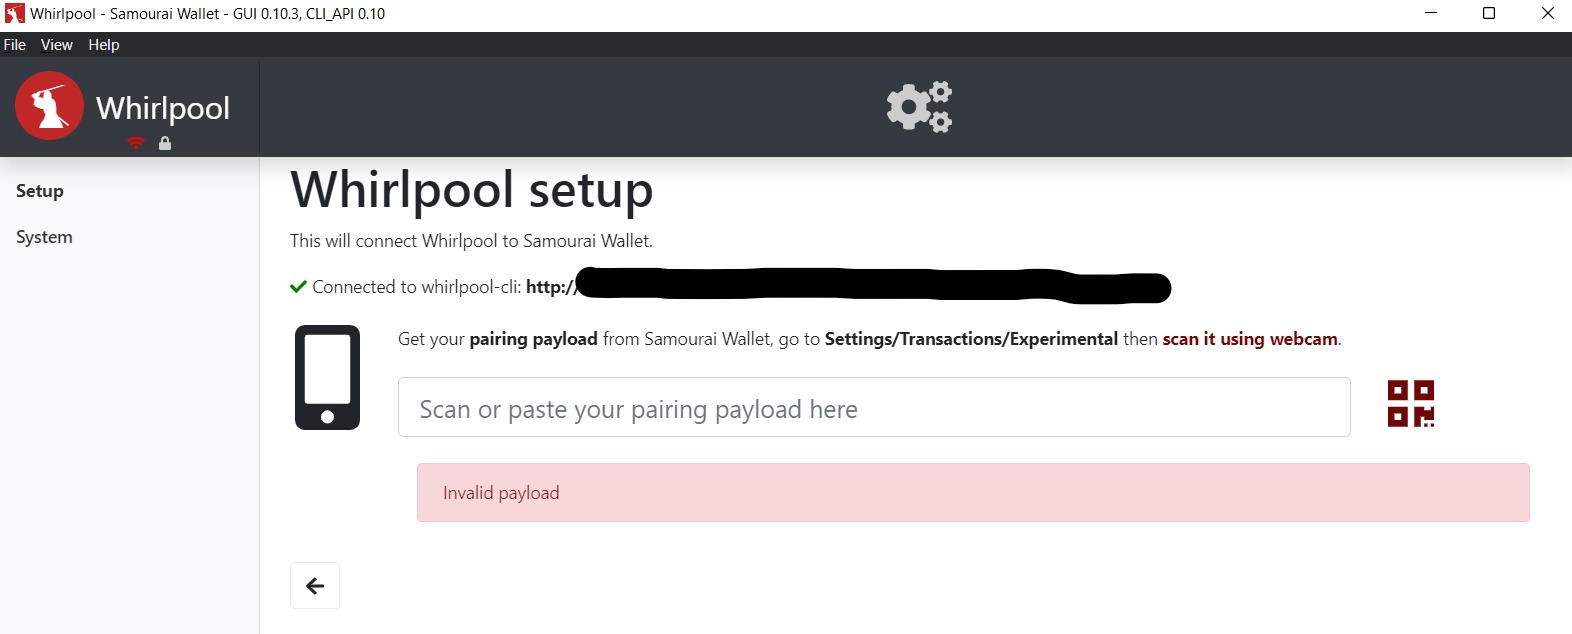 Whirlpool - Samourai Wallet - GUI 0.10.3, CLI_API 0.10
File View Help
Whirlpool
Setup
System
Whirlpool setup
This will connect Whirlpool to Samourai Wallet.
Connected to whirlpool-cli: http://
Get your pairing payload from Samourai Wallet, go to Settings/Transactions/Experimental then scan it using webcam.
Scan or paste your pairing payload here
Invalid payload